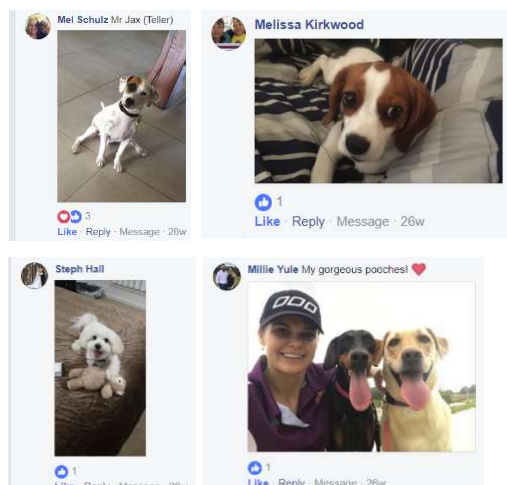 Mel Schulz Mr Jax (Teller)
3
Like · Reply · Message · 26w
Melissa Kirkwood
1
Like · Reply · Message · 26w
Steph Hall
1
Millie Yule My gorgeous pooches!
1
Like · Reply · Message · 26w